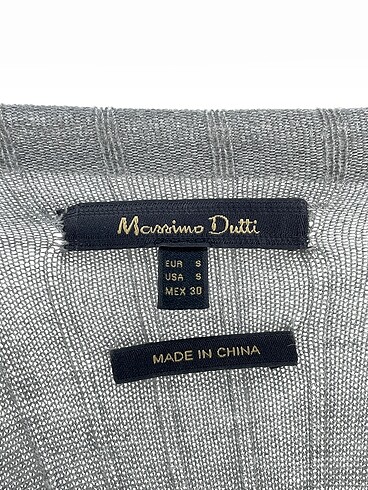 Massimo Dutti
EUR S
USA S
MEX 30
MADE IN CHINA